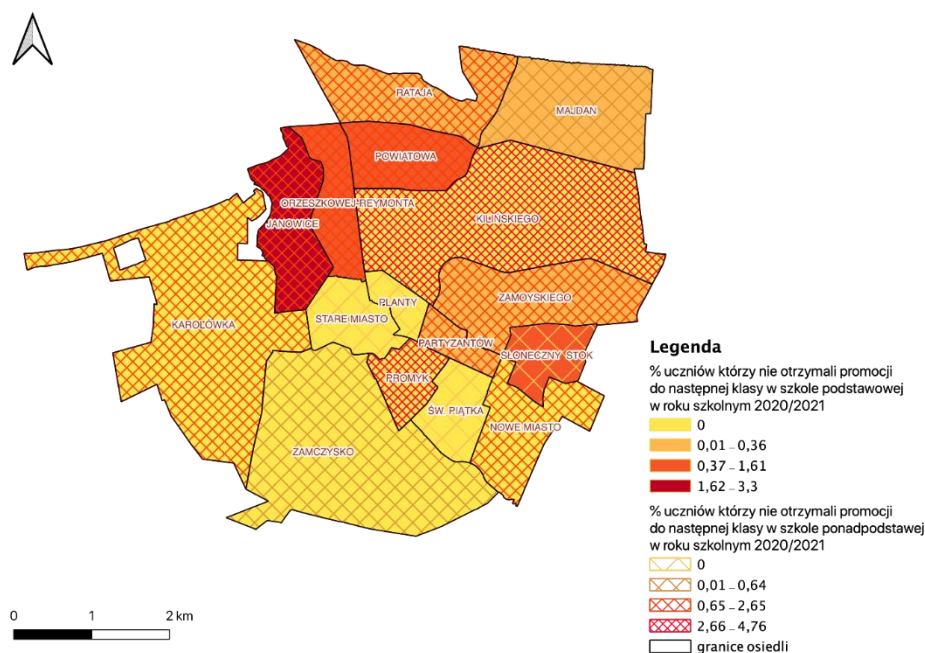 RATAJA
MAJDAN
POWIATOWA
ORZESZKOWEJ-REYMONTA
JANOWICE
KILIŃSKIEGO
ZAMOYSKIEGO
PLANTY
STARE MIASTO
KAROLÓWKA
PARTYZANTÓW
SŁONECZNY STOK
PROMYK
ŚW. PIĄTKA
NOWE MIASTO
ZAMCZYSKO
Legenda
% uczniów którzy nie otrzymali promocji
do następnej klasy w szkole podstawowej
w roku szkolnym 2020/2021
0
0,01 – 0,36
0,37 – 1,61
1,62 – 3,3
% uczniów którzy nie otrzymali promocji
do następnej klasy w szkole ponadpodstawej
w roku szkolnym 2020/2021
0
0,01 – 0,64
0,65 – 2,65
2,66 – 4,76
granice osiedli
0 1 2 km